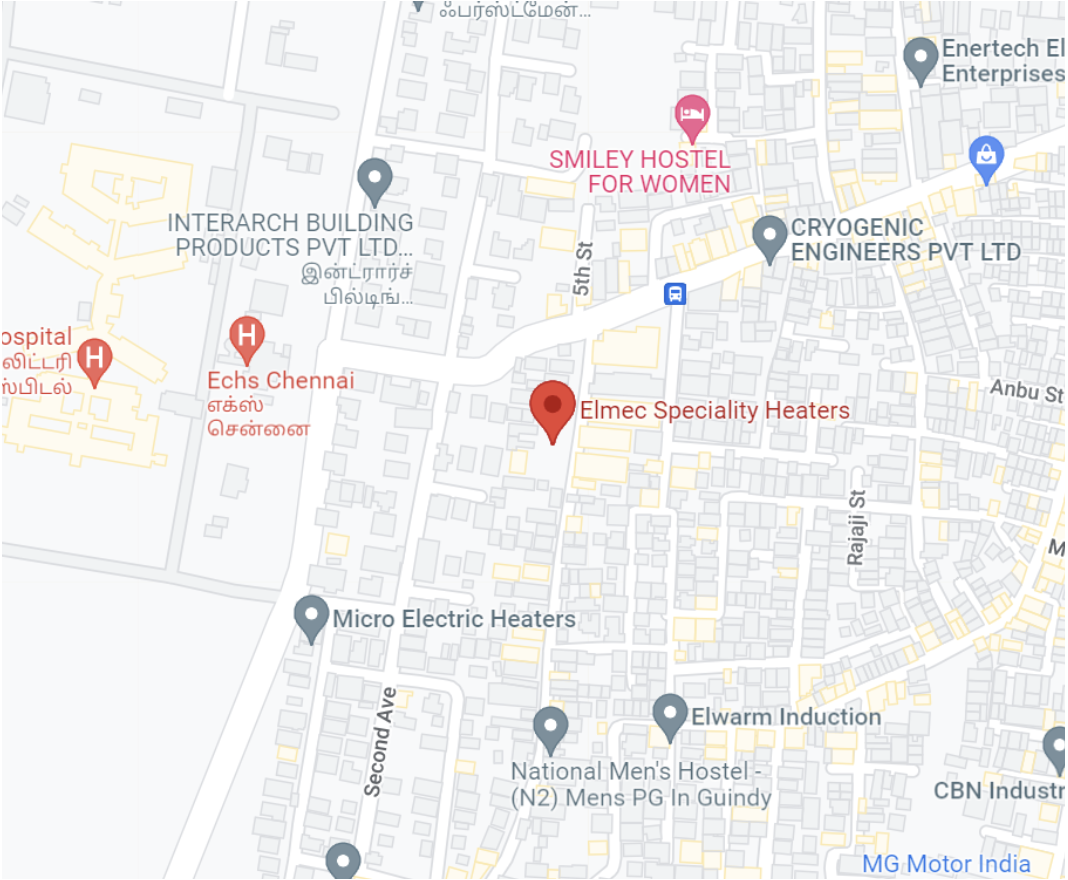 ஃபர்ஸ்ட்மேன்...
Enertech El
Enterprises
SMILEY HOSTEL
FOR WOMEN
INTERARCH BUILDING
PRODUCTS PVT LTD...
இன்ட்ரார்ச்
பில்டிங்...
CRYOGENIC
ENGINEERS PVT LTD
5th St
ospital
லிட்டரி
ஸ்பிடல்
H
H
Echs Chennai
எக்ஸ்
சென்னை
Elmec Speciality Heaters
Anbu St
Rajaji St
M
Micro Electric Heaters
Second Ave
Elwarm Induction
National Men's Hostel -
(N2) Mens PG In Guindy
CBN Industr
MG Motor India